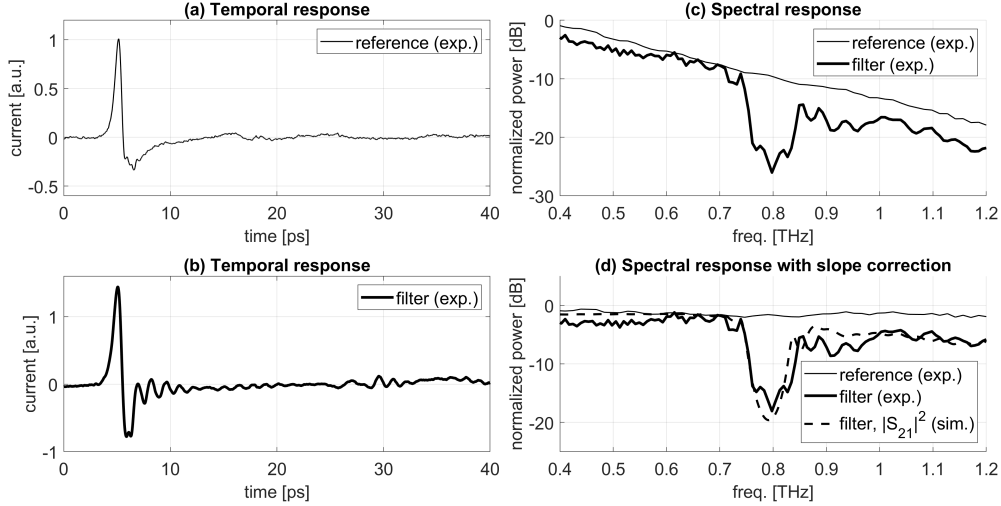 (a) Temporal response
current [a.u.]
1
0.5
0
-0.5
reference (exp.)
0 10 20 30 40
time [ps]
(c) Spectral response
normalized power [dB]
0
-10
-20
-30
reference (exp.)
filter (exp.)
0.4 0.5 0.6 0.7 0.8 0.9 1 1.1 1.2
freq. [THz]
(b) Temporal response
current [a.u.]
1
0
-1
filter (exp.)
0 10 20 30 40
time [ps]
(d) Spectral response with slope correction
normalized power [dB]
0
-10
-20
reference (exp.)
filter (exp.)
filter, |S21|2 (sim.)
0.4 0.5 0.6 0.7 0.8 0.9 1 1.1 1.2
freq. [THz]